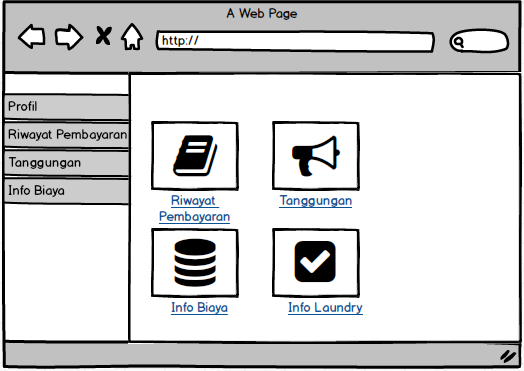 A Web Page
http://
Profil
Riwayat Pembayaran
Tanggungan
Info Biaya
Riwayat
Pembayaran
Tanggungan
Info Biaya
Info Laundry